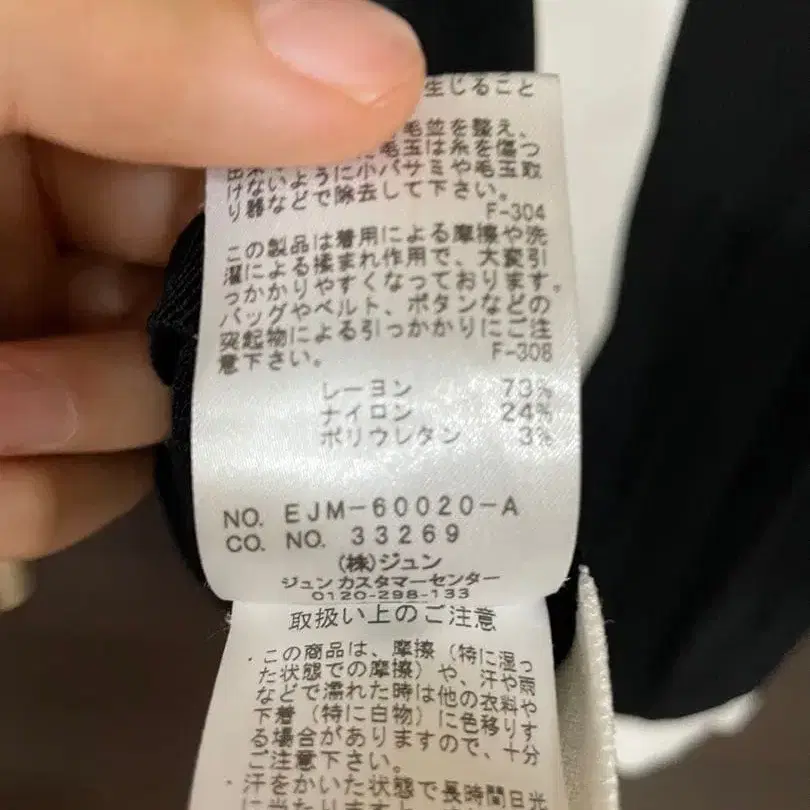 生じること
毛並を整え、
毛玉は糸を傷つ
ないように小バサミや毛玉取
り器などで除去して下さい。
F-304
この製品は着用による摩擦や洗
濯による揉まれ作用で、大変引
っかかりやすくなっております。
バッグやベルト、ボタンなどの
突起物による引っかかりにご注
意下さい。
F-308
レーヨン 73%
ナイロン 24%
ポリウレタン 3%
NO. EJM-60020-A
CO. NO. 33269
(株)ジュン
ジュンカスタマーセンター
0120-298-133
取扱い上のご注意
・この商品は、摩擦（特に湿っ
た状態での摩擦）や、汗や雨
などで濡れた時は他の衣料や
下着（特に白物）に色移りす
る場合がありますので、十分
ご注意下さい。
・汗をかいた状態で長時間日光
に当たりますと